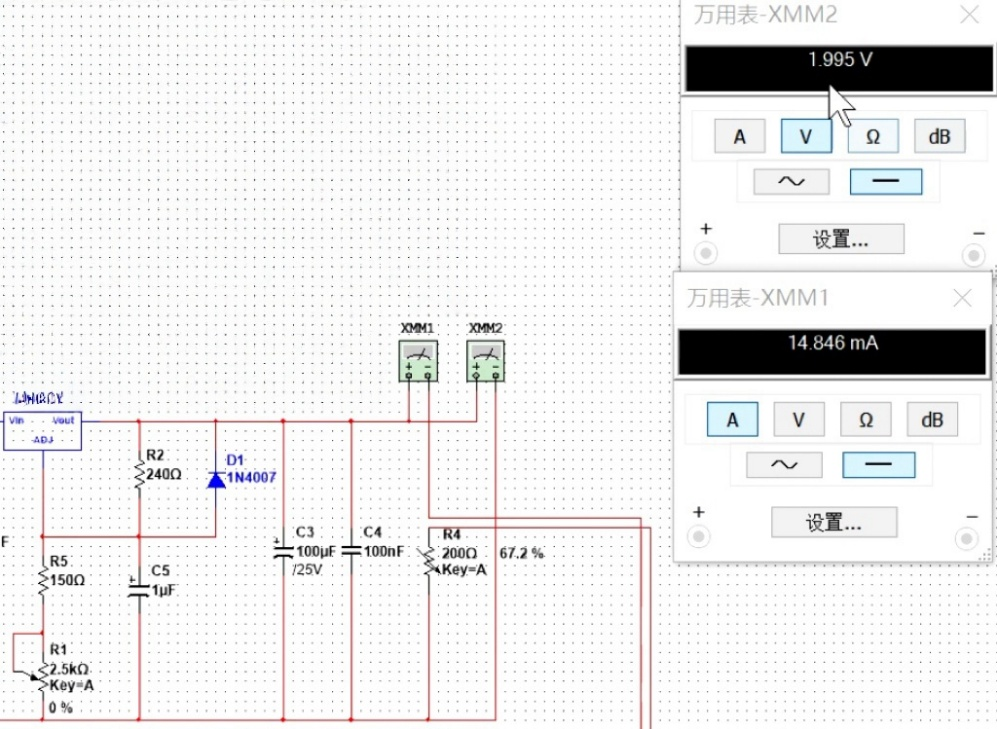 万用表-XMM2
1.995 V
A V Ω dB
+ −
设置...
万用表-XMM1
14.846 mA
A V Ω dB
+ −
设置...
XMM1 XMM2
Vin Vout
ADJ
R2
240Ω
D1
1N4007
F
R5
150Ω
C5
1µF
C3
100µF
/25V
C4
100nF
R4
200Ω
Key=A
67.2 %
R1
2.5kΩ
Key=A
0 %